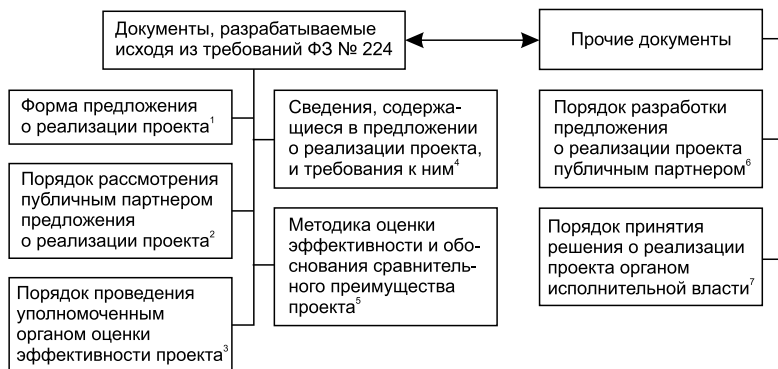 Документы, разрабатываемые
исходя из требований ФЗ № 224
Прочие документы
Форма предложения
о реализации проекта¹
Порядок рассмотрения
публичным партнером
предложения
о реализации проекта²
Порядок проведения
уполномоченным
органом оценки
эффективности проекта³
Сведения, содержа-
щиеся в предложении
о реализации проекта,
и требования к ним⁴
Методика оценки
эффективности и обо-
снования сравнитель-
ного преимущества
проекта⁵
Порядок разработки
предложения
о реализации проекта
публичным партнером⁶
Порядок принятия
решения о реализации
проекта органом
исполнительной власти⁷